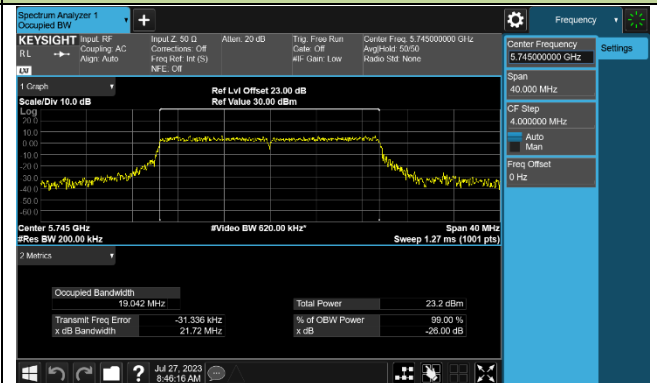 Spectrum Analyzer 1
Occupied BW
Frequency
KEYSIGHT
RL
LXI
Input: RF
Coupling: AC
Align: Auto
Input Z: 50 Ω
Corrections: Off
Freq Ref: Int (S)
NFE: Off
Atten: 20 dB
Trig: Free Run
Gate: Off
#IF Gain: Low
Center Freq: 5.745000000 GHz
Avg|Hold: 50/50
Radio Std: None
Center Frequency
5.745000000 GHz
Settings
Span
40.000 MHz
CF Step
4.000000 MHz
Auto
Man
Freq Offset
0 Hz
1 Graph
Scale/Div 10.0 dB
Ref Lvl Offset 23.00 dB
Ref Value 30.00 dBm
Log
20.0
10.0
0.00
-10.0
-20.0
-30.0
-40.0
-50.0
-60.0
Center 5.745 GHz
#Res BW 200.00 kHz
#Video BW 620.00 kHz*
Span 40 MHz
Sweep 1.27 ms (1001 pts)
2 Metrics
Occupied Bandwidth
19.042 MHz
Total Power 23.2 dBm
Transmit Freq Error -31.336 kHz
% of OBW Power 99.00 %
x dB Bandwidth 21.72 MHz
x dB -26.00 dB
Jul 27, 2023
8:46:16 AM